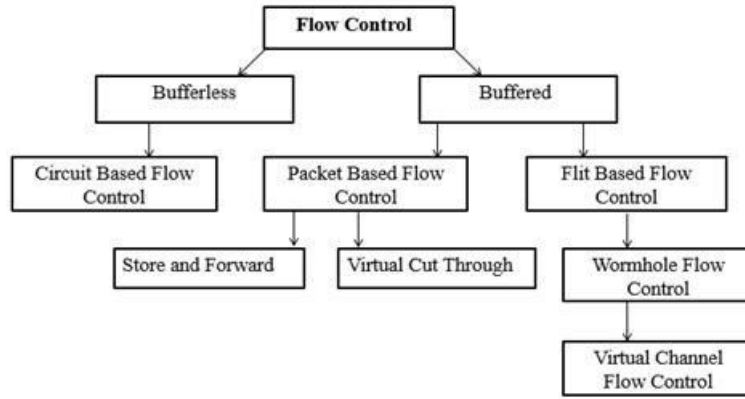 Flow Control
Bufferless
Buffered
Circuit Based Flow
Control
Packet Based Flow
Control
Flit Based Flow
Control
Store and Forward
Virtual Cut Through
Wormhole Flow
Control
Virtual Channel
Flow Control